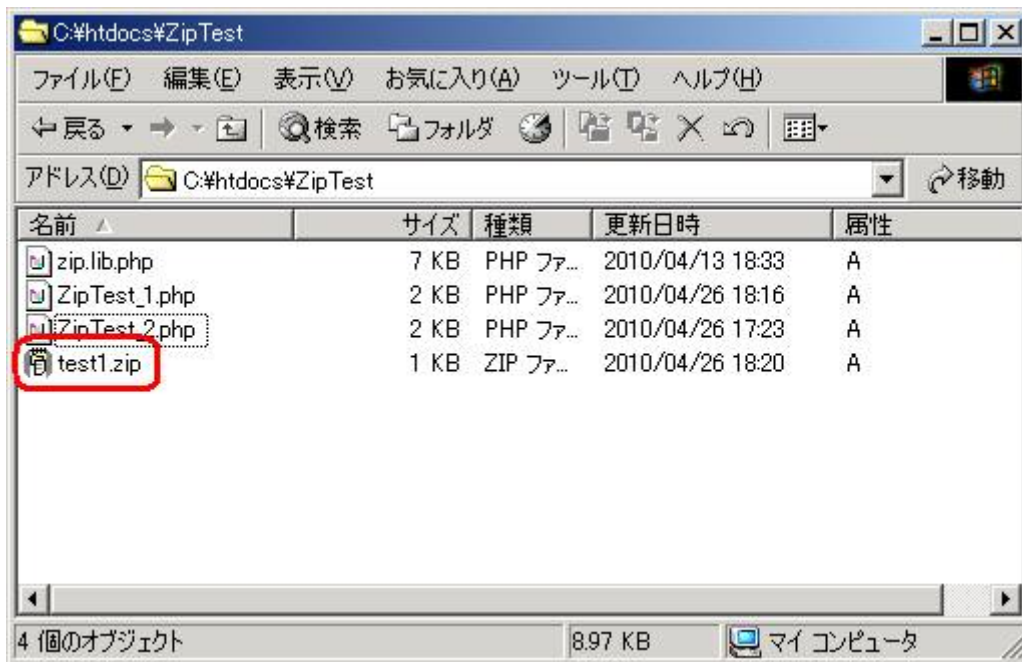 C:¥htdocs¥ZipTest
ファイル(F) 編集(E) 表示(V) お気に入り(A) ツール(T) ヘルプ(H)
戻る 検索 フォルダ
アドレス(D) C:¥htdocs¥ZipTest 移動
名前 サイズ 種類 更新日時 属性
zip.lib.php 7 KB PHP ファ... 2010/04/13 18:33 A
ZipTest_1.php 2 KB PHP ファ... 2010/04/26 18:16 A
ZipTest_2.php 2 KB PHP ファ... 2010/04/26 17:23 A
test1.zip 1 KB ZIP ファ... 2010/04/26 18:20 A
4 個のオブジェクト 8.97 KB マイ コンピュータ